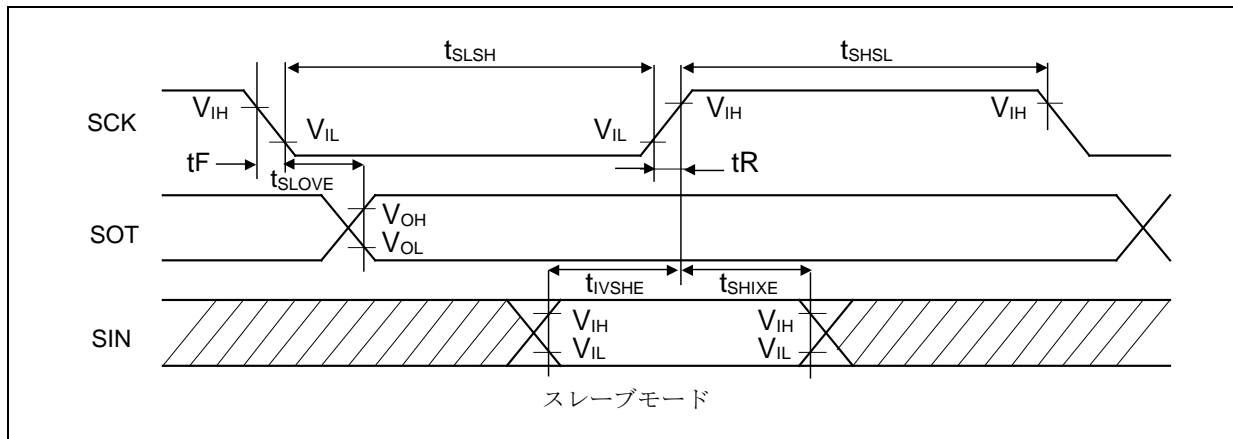 tSLSH tSHSL
SCK VIH VIL VIL VIH VIH
tF tSLOVE tR
SOT VOH VOL
tIVSHE tSHIXE
SIN VIH VIL VIH VIL
スレーブモード